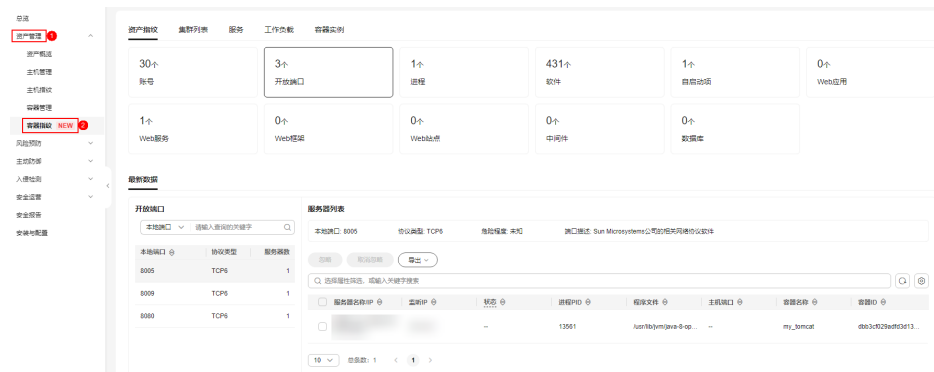 总览
资产管理 1
资产概览
主机管理
主机指纹
容器管理
容器指纹 NEW 2
风险预防
主动防御
入侵检测
安全运营
安全报告
安装与配置
资产指纹 集群列表 服务 工作负载 容器实例
30个 3个 1个 431个 1个 0个
账号 开放端口 进程 软件 自启动项 Web应用
1个 0个 0个 0个 0个
Web服务 Web框架 Web站点 中间件 数据库
最新数据
开放端口
本地端口 请输入查询的关键字
本地端口 协议类型 服务器数
8005 TCP6 1
8009 TCP6 1
8080 TCP6 1
服务器列表
本地端口: 8005 协议类型: TCP6 危险程度: 未知 端口描述: Sun Microsystems公司的相关网络协议软件
忽略 取消忽略 导出
选择属性筛选，或输入关键字搜索
服务器名称/IP 监听IP 状态 进程PID 程序文件 主机端口 容器名称 容器ID
-- 13561 /usr/lib/jvm/java-8-op... -- my_tomcat dbb3cf029adfd3d13...
10 总条数: 1 < 1 >